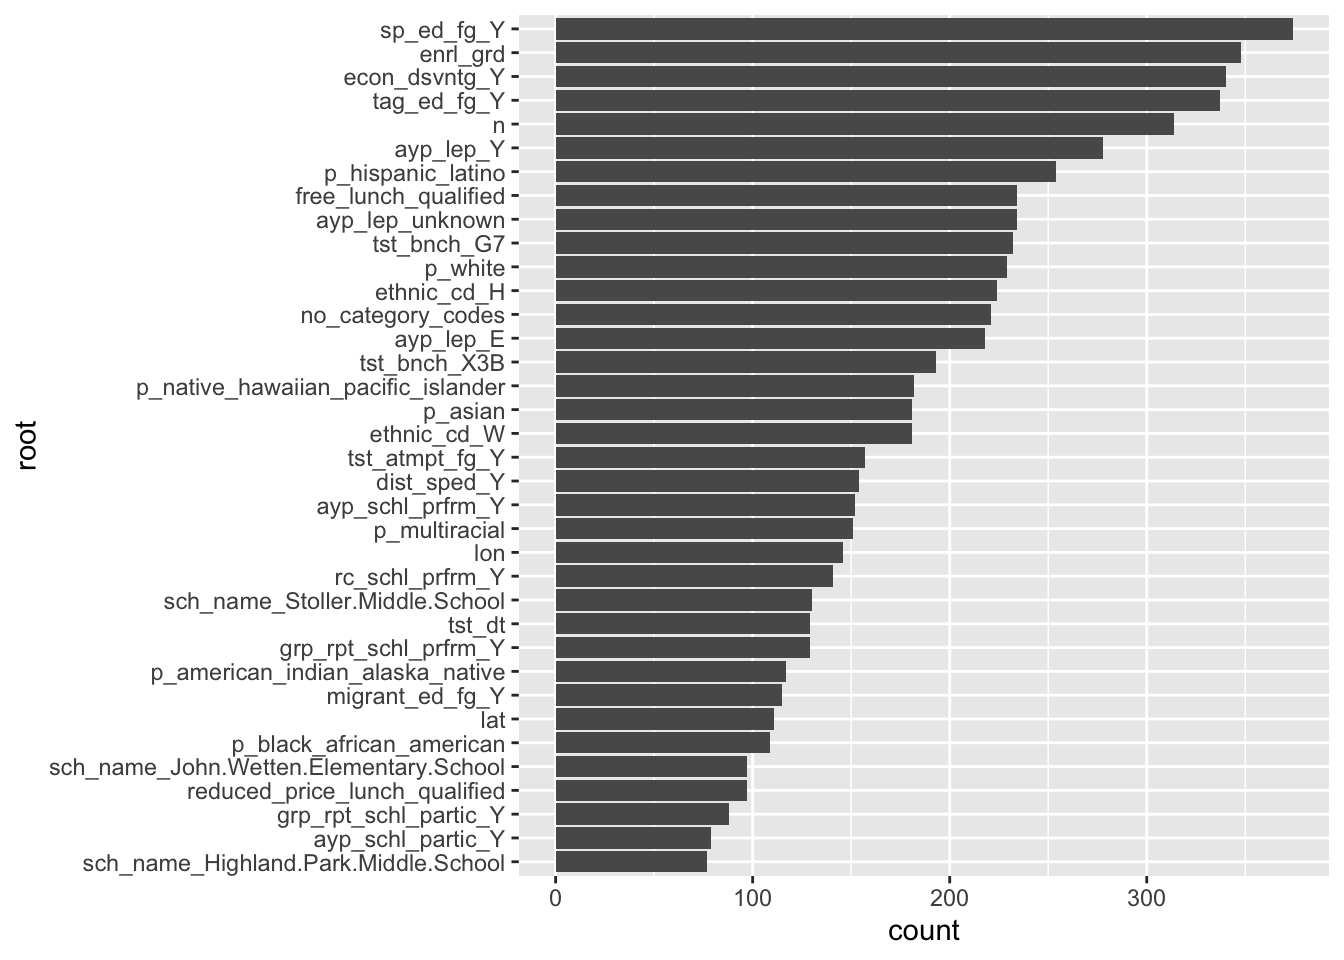 sp_ed_fg_Y
enrl_grd
econ_dsvntg_Y
tag_ed_fg_Y
n
ayp_lep_Y
p_hispanic_latino
free_lunch_qualified
ayp_lep_unknown
tst_bnch_G7
p_white
ethnic_cd_H
no_category_codes
ayp_lep_E
tst_bnch_X3B
p_native_hawaiian_pacific_islander
p_asian
ethnic_cd_W
tst_atmpt_fg_Y
dist_sped_Y
ayp_schl_prfrm_Y
p_multiracial
lon
rc_schl_prfrm_Y
sch_name_Stoller.Middle.School
tst_dt
grp_rpt_schl_prfrm_Y
p_american_indian_alaska_native
migrant_ed_fg_Y
lat
p_black_african_american
sch_name_John.Wetten.Elementary.School
reduced_price_lunch_qualified
grp_rpt_schl_partic_Y
ayp_schl_partic_Y
sch_name_Highland.Park.Middle.School
root
0 100 200 300
count